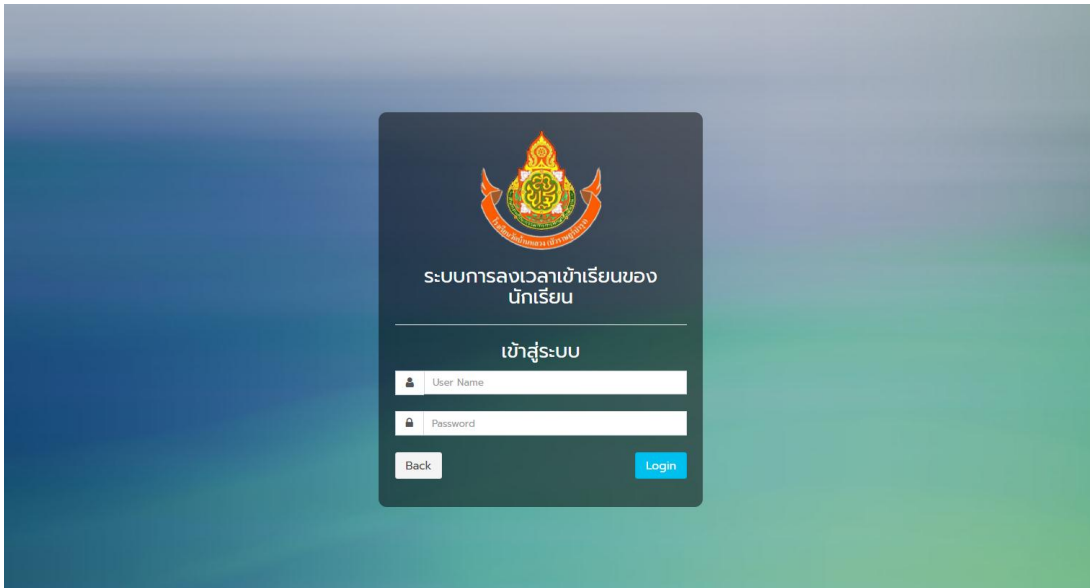 ระบบการลงเวลาเข้าเรียนของ
นักเรียน
เข้าสู่ระบบ
User Name
Password
Back
Login